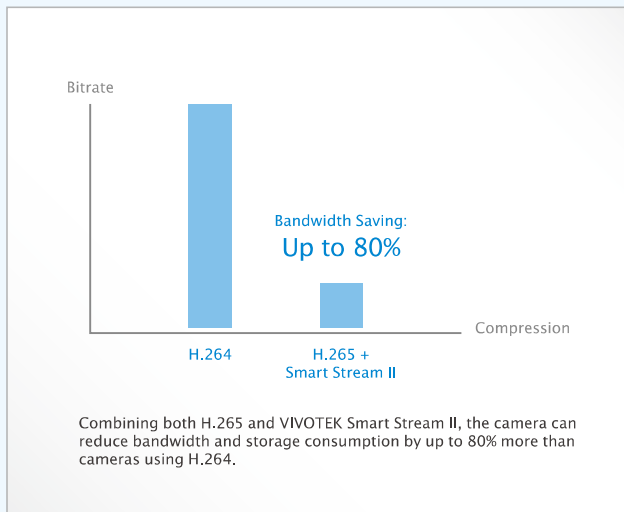 Bitrate
Bandwidth Saving:
Up to 80%
Compression
H.264
H.265 +
Smart Stream II
Combining both H.265 and VIVOTEK Smart Stream II, the camera can
reduce bandwidth and storage consumption by up to 80% more than
cameras using H.264.